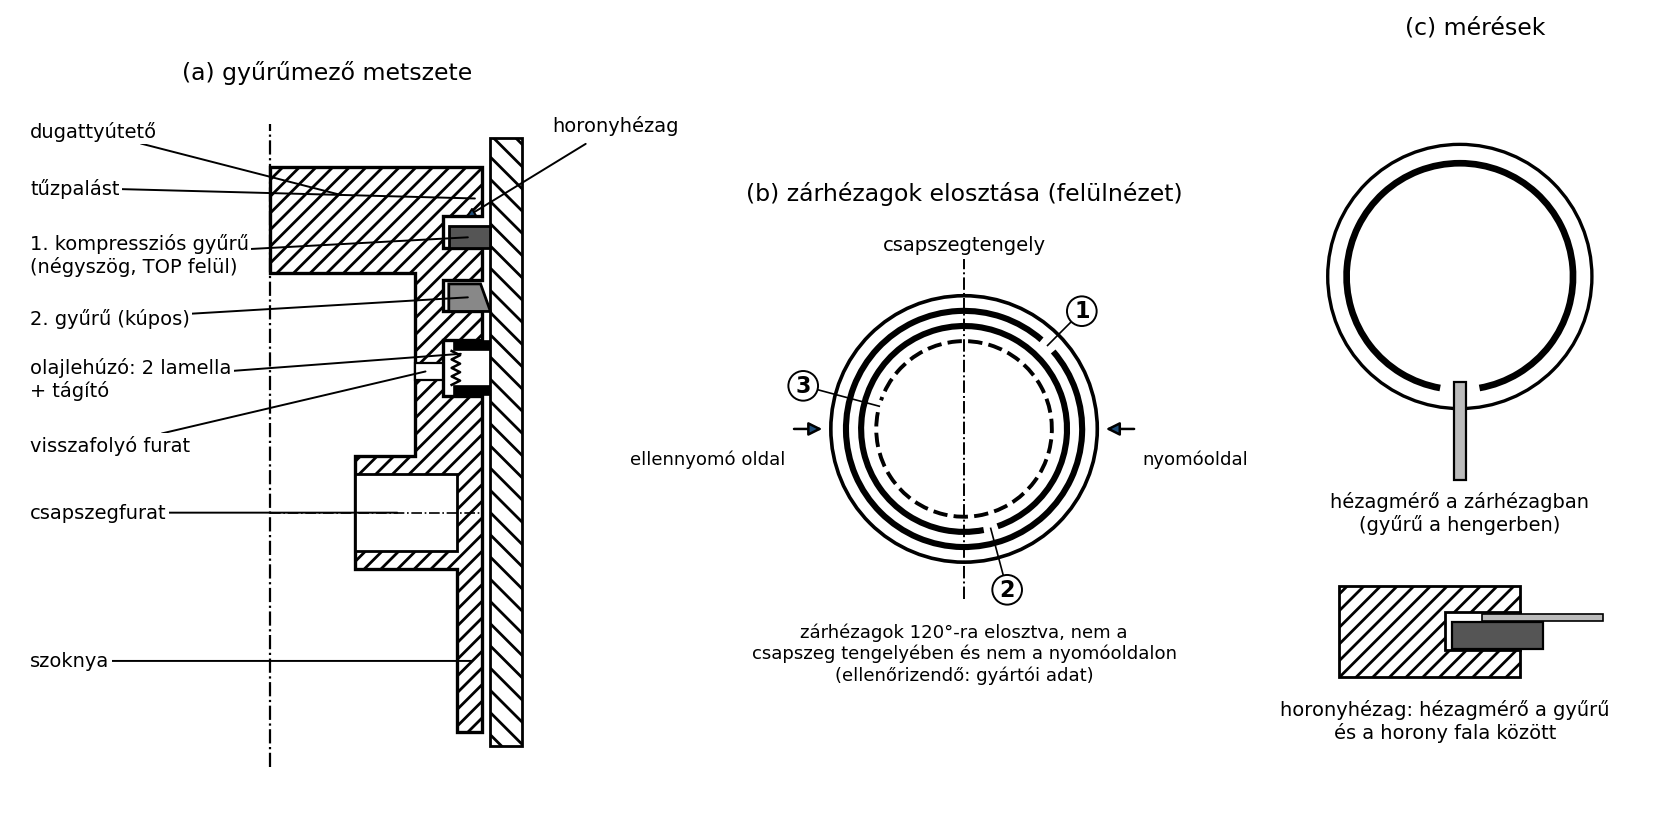 (a) gyűrűmező metszete
dugattyútető
tűzpalást
1. kompressziós gyűrű
(négyszög, TOP felül)
2. gyűrű (kúpos)
olajlehúzó: 2 lamella
+ tágító
visszafolyó furat
csapszegfurat
szoknya
horonyhézag
(b) zárhézagok elosztása (felülnézet)
csapszegtengely
1
3
2
ellennyomó oldal
nyomóoldal
zárhézagok 120°-ra elosztva, nem a
csapszeg tengelyében és nem a nyomóoldalon
(ellenőrizendő: gyártói adat)
(c) mérések
hézagmérő a zárhézagban
(gyűrű a hengerben)
horonyhézag: hézagmérő a gyűrű
és a horony fala között